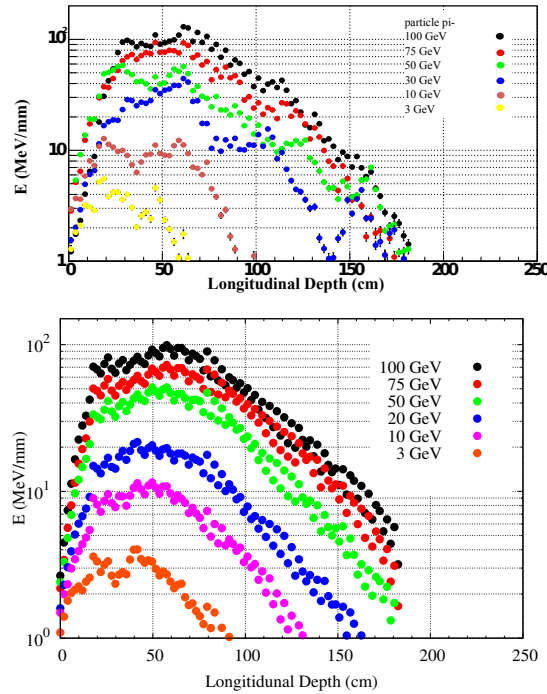 particle pi-
100 GeV
75 GeV
50 GeV
30 GeV
10 GeV
3 GeV
E (MeV/mm)
10²
10
1
0 50 100 150 200 250
Longitudinal Depth (cm)
100 GeV
75 GeV
50 GeV
20 GeV
10 GeV
3 GeV
E (MeV/mm)
10²
10¹
10⁰
0 50 100 150 200 250
Longitidunal Depth (cm)